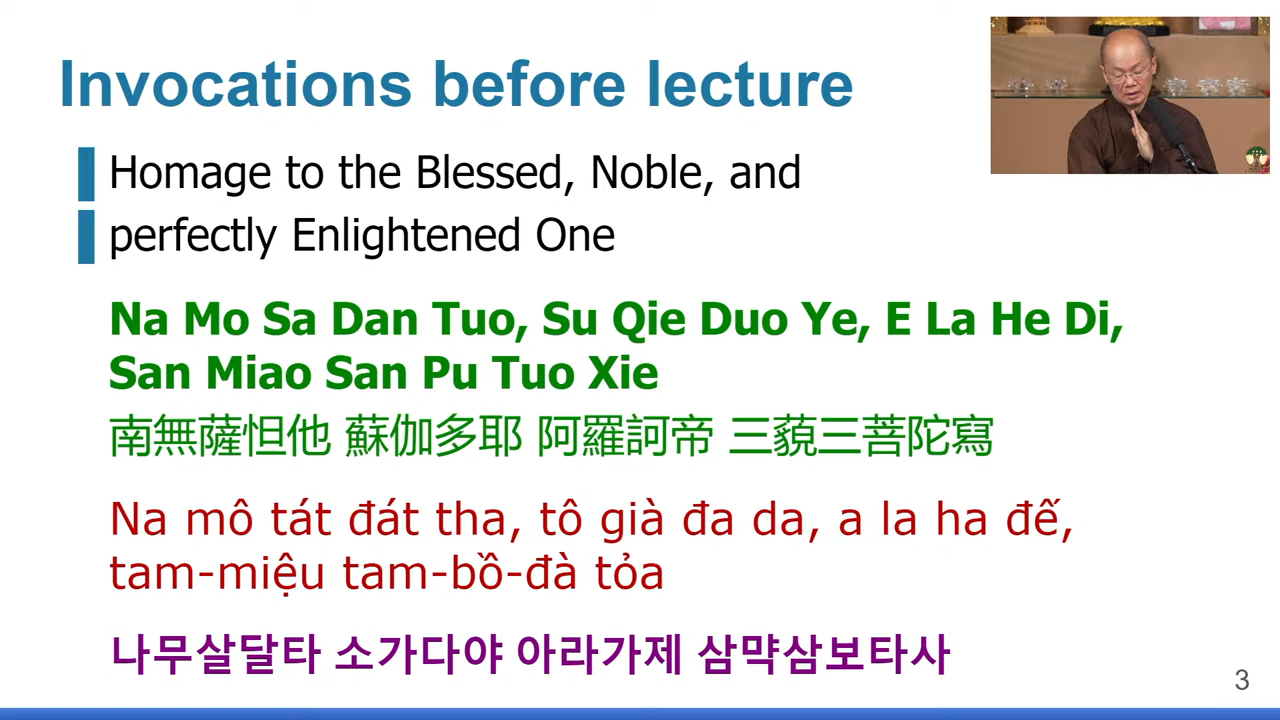 Invocations before lecture
Homage to the Blessed, Noble, and
perfectly Enlightened One
Na Mo Sa Dan Tuo, Su Qie Duo Ye, E La He Di,
San Miao San Pu Tuo Xie
南無薩怛他 蘇伽多耶 阿羅訶帝 三藐三菩陀寫
Na mô tát đát tha, tô già đa da, a la ha đế,
tam-miệu tam-bồ-đà tỏa
나무살달타 소가다야 아라가제 삼먁삼보타사
3